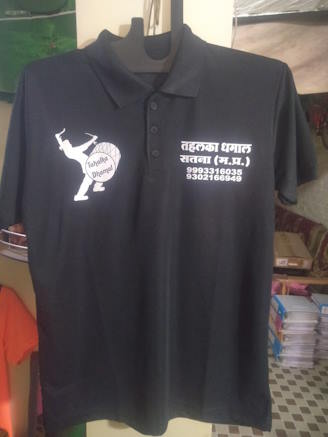 Tahalka
Dhamal
तहलका धमाल
सतना (म.प्र.)
9993316035
9302166949